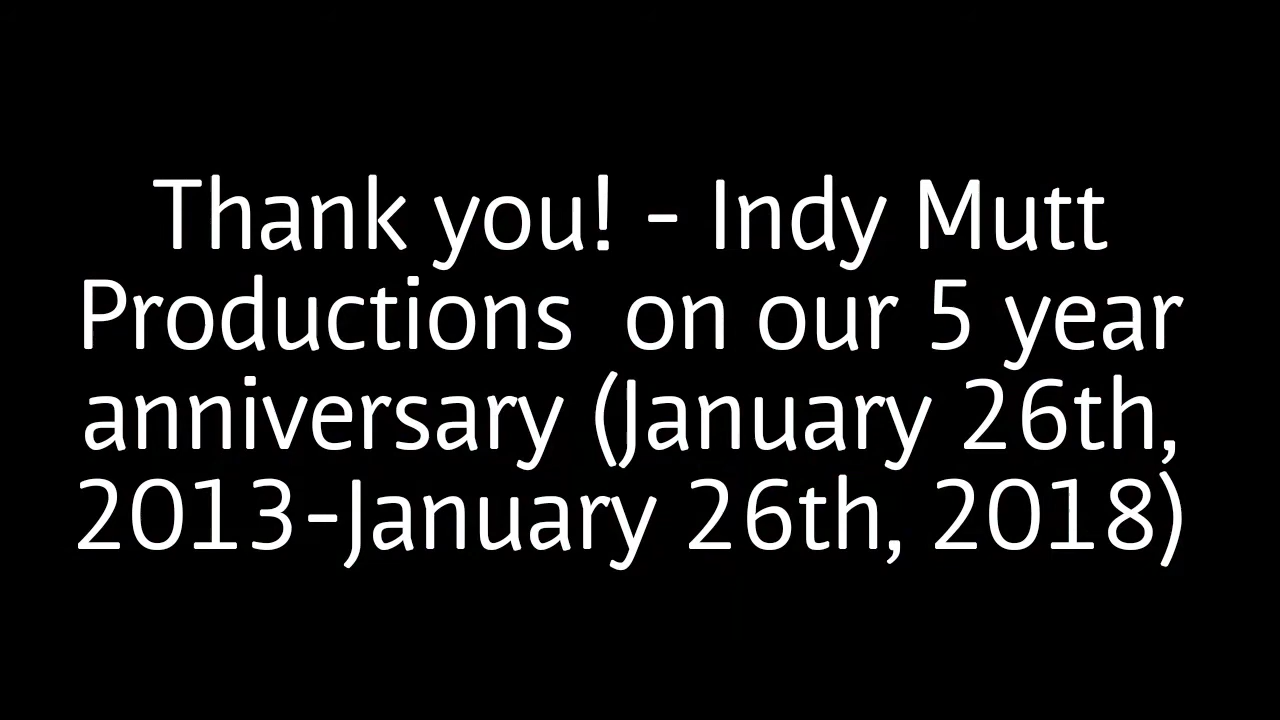 Thank you! - Indy Mutt
Productions  on our 5 year
anniversary (January 26th,
2013-January 26th, 2018)